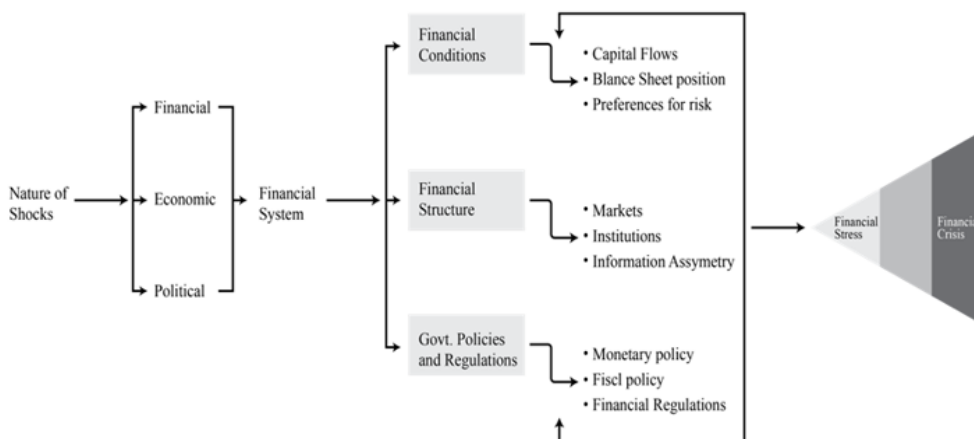 Nature of
Shocks
Financial
Economic
Political
Financial
System
Financial
Conditions
• Capital Flows
• Blance Sheet position
• Preferences for risk
Financial
Structure
• Markets
• Institutions
• Information Assymetry
Govt. Policies
and Regulations
• Monetary policy
• Fiscl policy
• Financial Regulations
Financial
Stress
Financial
Crisis